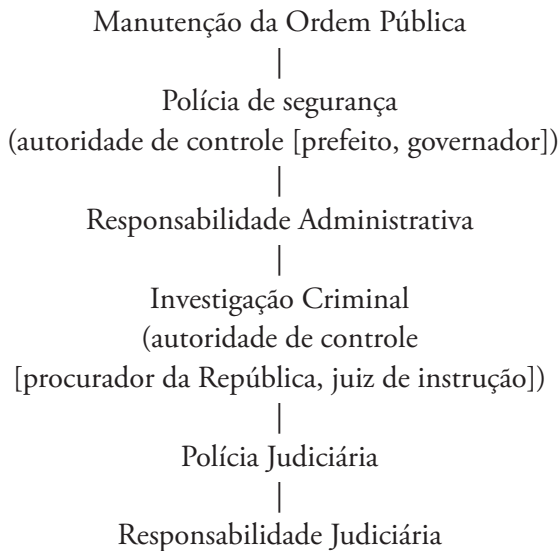 Manutenção da Ordem Pública
|
Polícia de segurança
(autoridade de controle [prefeito, governador])
|
Responsabilidade Administrativa
|
Investigação Criminal
(autoridade de controle
[procurador da República, juiz de instrução])
|
Polícia Judiciária
|
Responsabilidade Judiciária